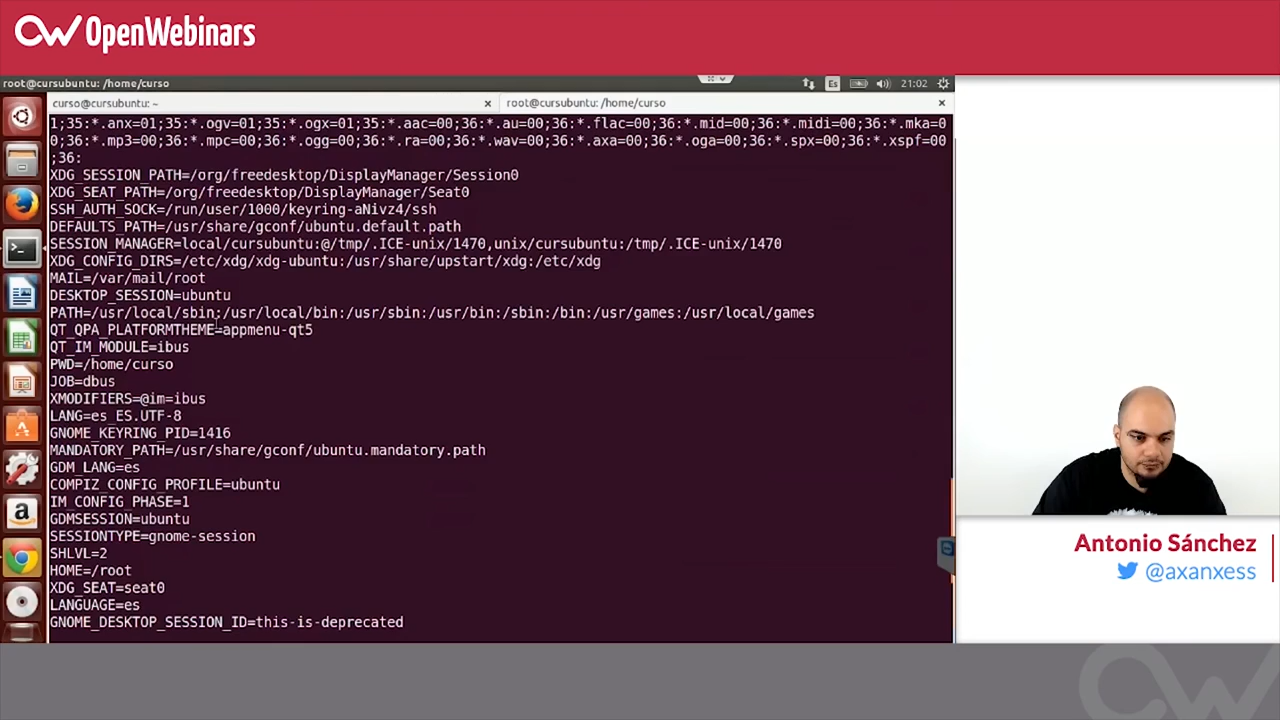 OpenWebinars
root@cursubuntu: /home/curso
Es
21:02
curso@cursubuntu: ~
root@cursubuntu: /home/curso
1;35:*.anx=01;35:*.ogv=01;35:*.ogx=01;35:*.aac=00;36:*.au=00;36:*.flac=00;36:*.mid=00;36:*.midi=00;36:*.mka=0
0;36:*.mp3=00;36:*.mpc=00;36:*.ogg=00;36:*.ra=00;36:*.wav=00;36:*.axa=00;36:*.oga=00;36:*.spx=00;36:*.xspf=00
;36:
XDG_SESSION_PATH=/org/freedesktop/DisplayManager/Session0
XDG_SEAT_PATH=/org/freedesktop/DisplayManager/Seat0
SSH_AUTH_SOCK=/run/user/1000/keyring-aNivz4/ssh
DEFAULTS_PATH=/usr/share/gconf/ubuntu.default.path
SESSION_MANAGER=local/cursubuntu:@/tmp/.ICE-unix/1470,unix/cursubuntu:/tmp/.ICE-unix/1470
XDG_CONFIG_DIRS=/etc/xdg/xdg-ubuntu:/usr/share/upstart/xdg:/etc/xdg
MAIL=/var/mail/root
DESKTOP_SESSION=ubuntu
PATH=/usr/local/sbin:/usr/local/bin:/usr/sbin:/usr/bin:/sbin:/bin:/usr/games:/usr/local/games
QT_QPA_PLATFORMTHEME=appmenu-qt5
QT_IM_MODULE=ibus
PWD=/home/curso
JOB=dbus
XMODIFIERS=@im=ibus
LANG=es_ES.UTF-8
GNOME_KEYRING_PID=1416
MANDATORY_PATH=/usr/share/gconf/ubuntu.mandatory.path
GDM_LANG=es
COMPIZ_CONFIG_PROFILE=ubuntu
IM_CONFIG_PHASE=1
GDMSESSION=ubuntu
SESSIONTYPE=gnome-session
SHLVL=2
HOME=/root
XDG_SEAT=seat0
LANGUAGE=es
GNOME_DESKTOP_SESSION_ID=this-is-deprecated
Antonio Sánchez
@axanxess